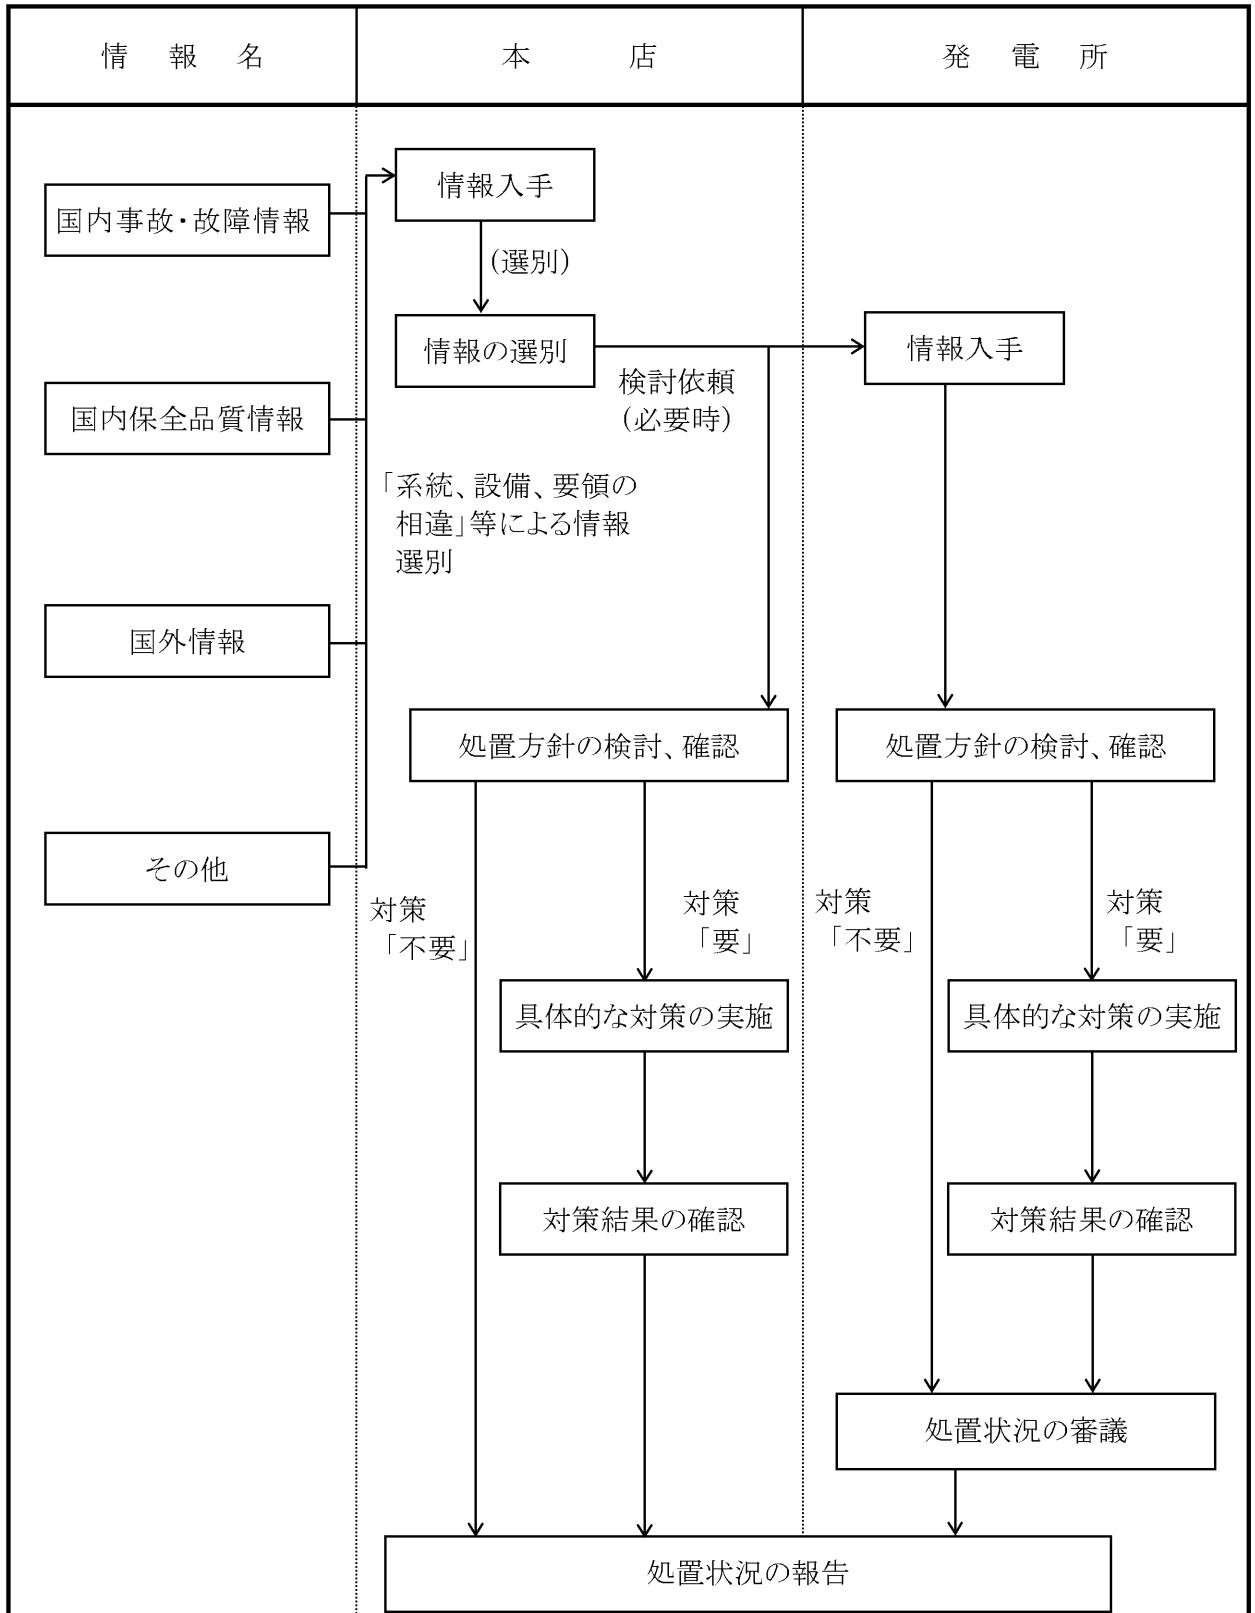 情報名
本店
発電所
情報入手
国内事故・故障情報
(選別)
情報の選別
情報入手
検討依頼
(必要時)
国内保全品質情報
「系統、設備、要領の
相違」等による情報
選別
国外情報
処置方針の検討、確認
処置方針の検討、確認
その他
対策
「不要」
対策
「要」
対策
「不要」
対策
「要」
具体的な対策の実施
具体的な対策の実施
対策結果の確認
対策結果の確認
処置状況の審議
処置状況の報告